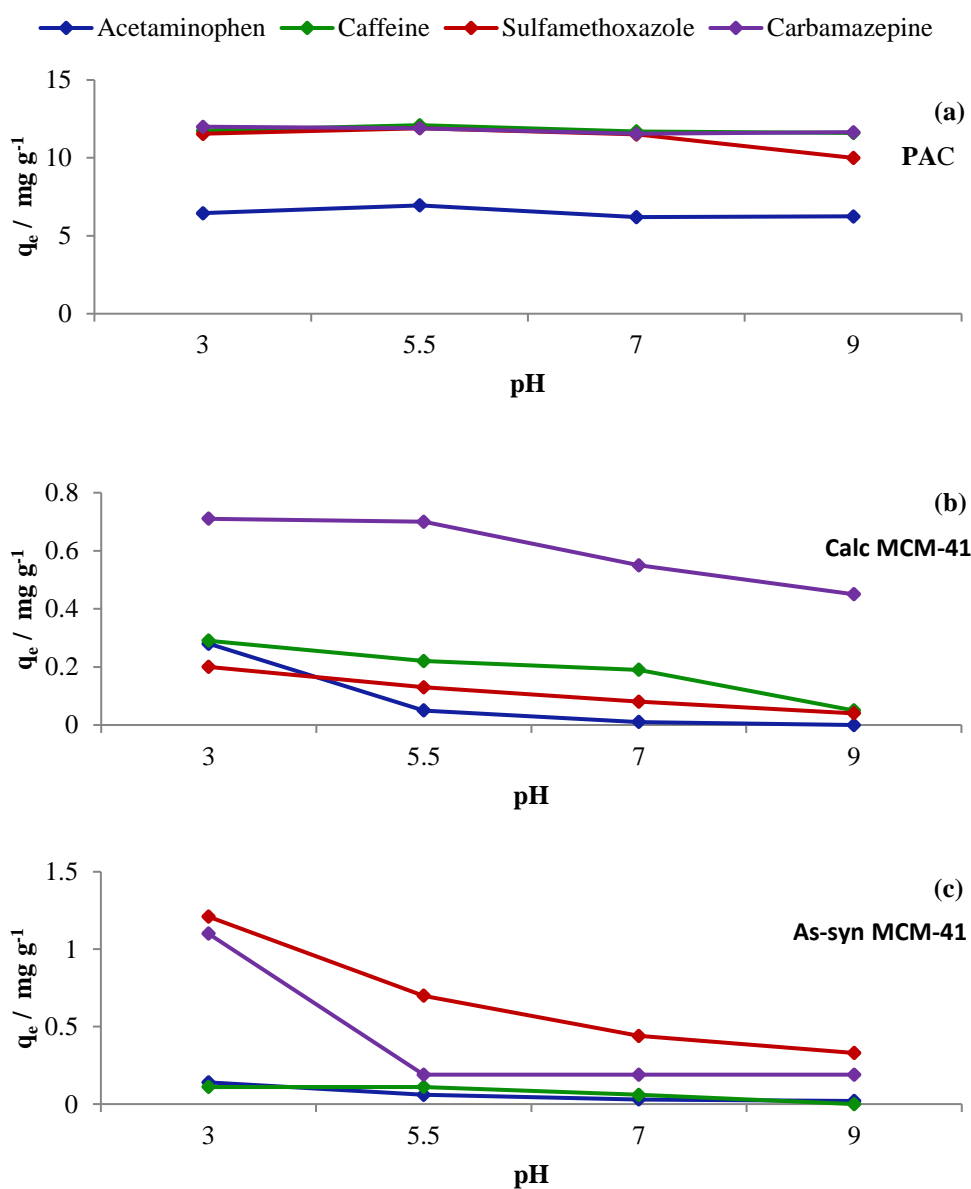 Acetaminophen Caffeine Sulfamethoxazole Carbamazepine
15
10
5
0
qe / mg g-1
(a)
PAC
3 5.5 7 9
pH
0.8
0.6
0.4
0.2
0
qe / mg g-1
(b)
Calc MCM-41
3 5.5 7 9
pH
1.5
1
0.5
0
qe / mg g-1
(c)
As-syn MCM-41
3 5.5 7 9
pH